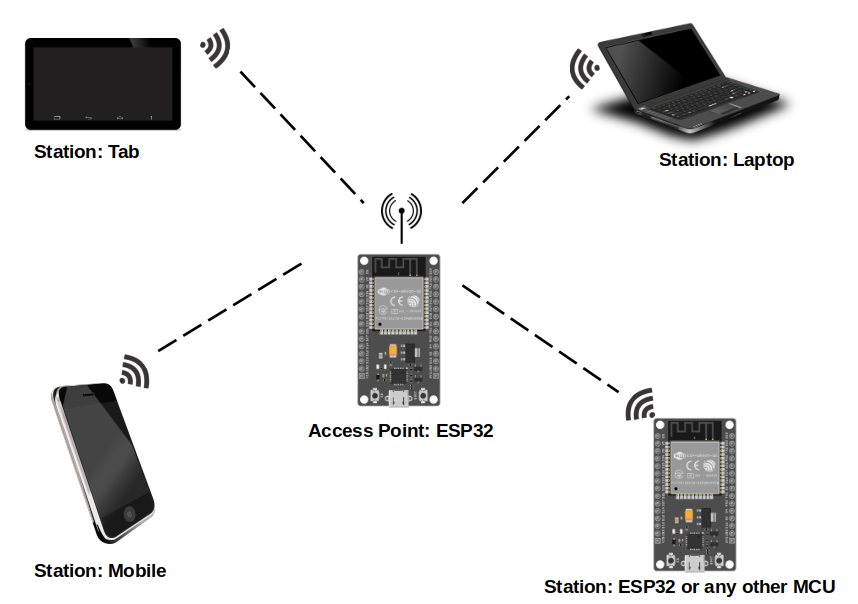 Station: Tab
Station: Laptop
Access Point: ESP32
Station: Mobile
Station: ESP32 or any other MCU